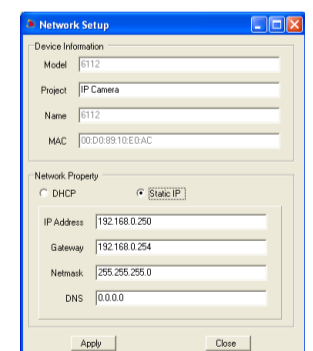 Network Setup
Device Information
Model 6112
Project IP Camera
Name 6112
MAC 00:D0:89:10:E0:AC
Network Property
DHCP Static IP
IP Address 192.168.0.250
Gateway 192.168.0.254
Netmask 255.255.255.0
DNS 0.0.0.0
Apply Close